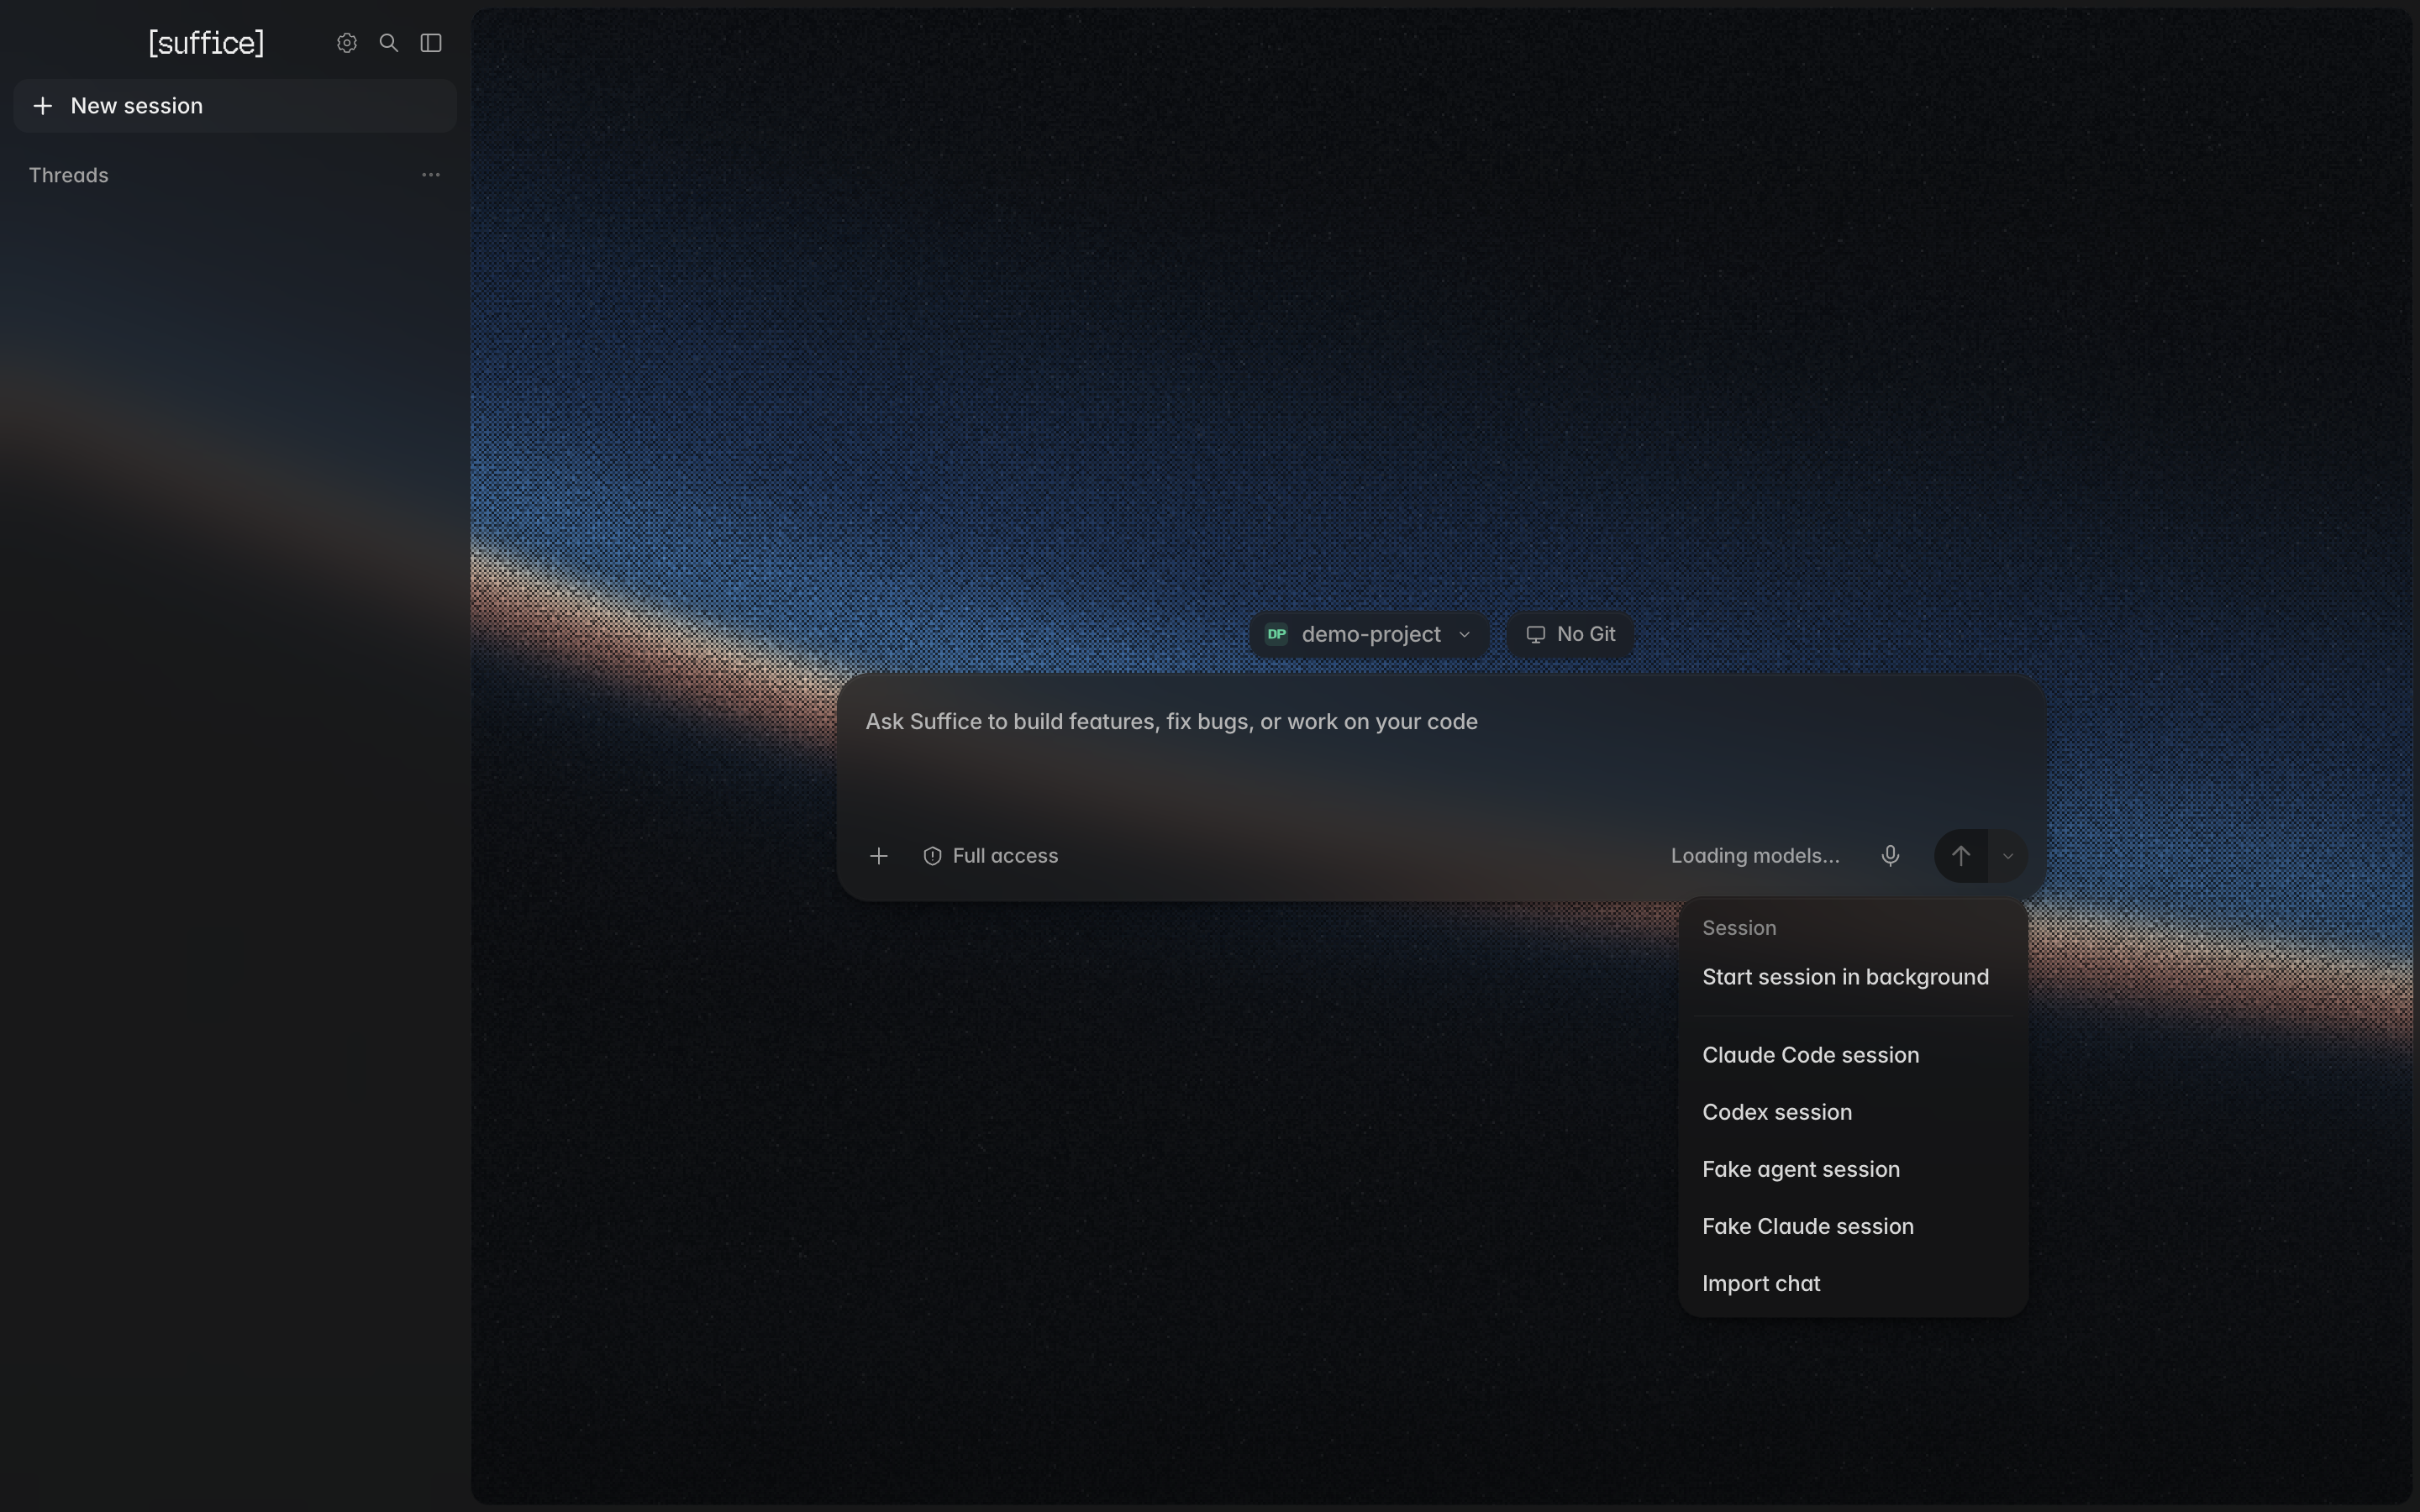 [suffice]
New session
Threads
DP demo-project
No Git
Ask Suffice to build features, fix bugs, or work on your code
Full access
Loading models...
Session
Start session in background
Claude Code session
Codex session
Fake agent session
Fake Claude session
Import chat